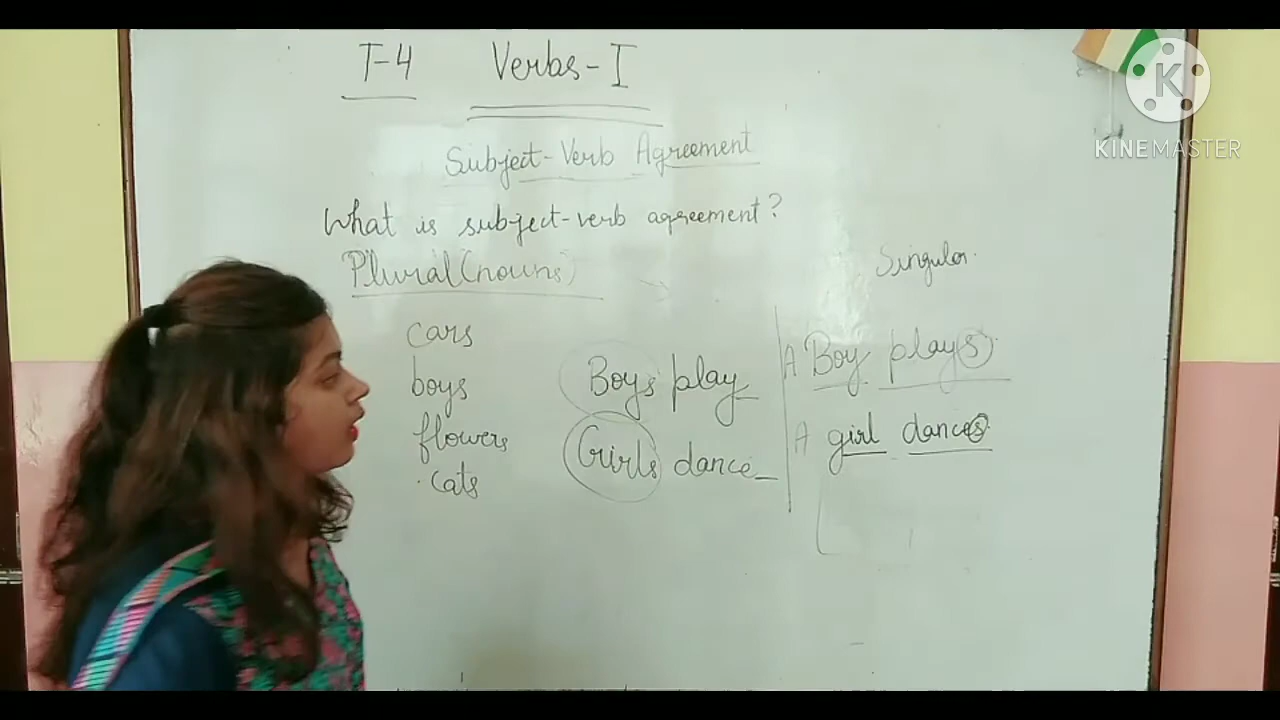 T-4 Verbs-I
Subject-Verb Agreement
What is subject-verb agreement?
Plural(nouns)
Singular
cars
boys
flowers
cats
Boys play
Girls dance
A Boy plays
A girl dances
K
KINEMASTER